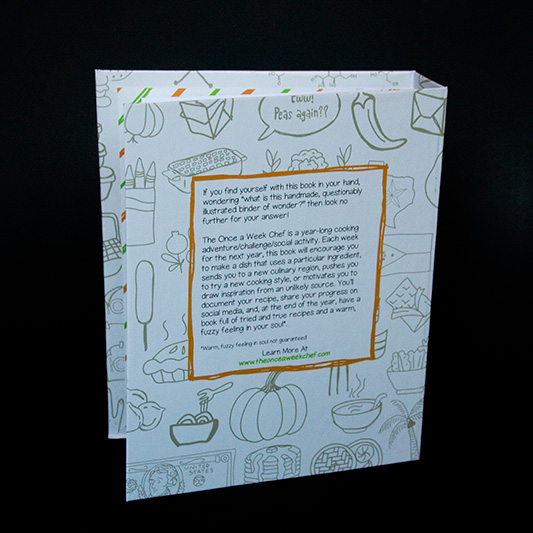 EWW!
Peas again??
If you find yourself with this book in your hand,
wondering "what is this handmade, questionably
illustrated binder of wonder?" then look no
further for your answer!
The Once a Week Chef is a year-long cooking
adventure/challenge/social activity. Each week
for the next year, this book will encourage you
to make a dish that uses a particular ingredient,
sends you to a new culinary region, pushes you
to try a new cooking style, or motivates you to
draw inspiration from an unlikely source. You'll
document your recipe, share your progress on
social media, and, at the end of the year, have a
book full of tried and true recipes and a warm,
fuzzy feeling in your soul*.
*Warm, fuzzy feeling in soul not guaranteed
Learn More At
www.theonceaweekchef.com
UNITED
STATES